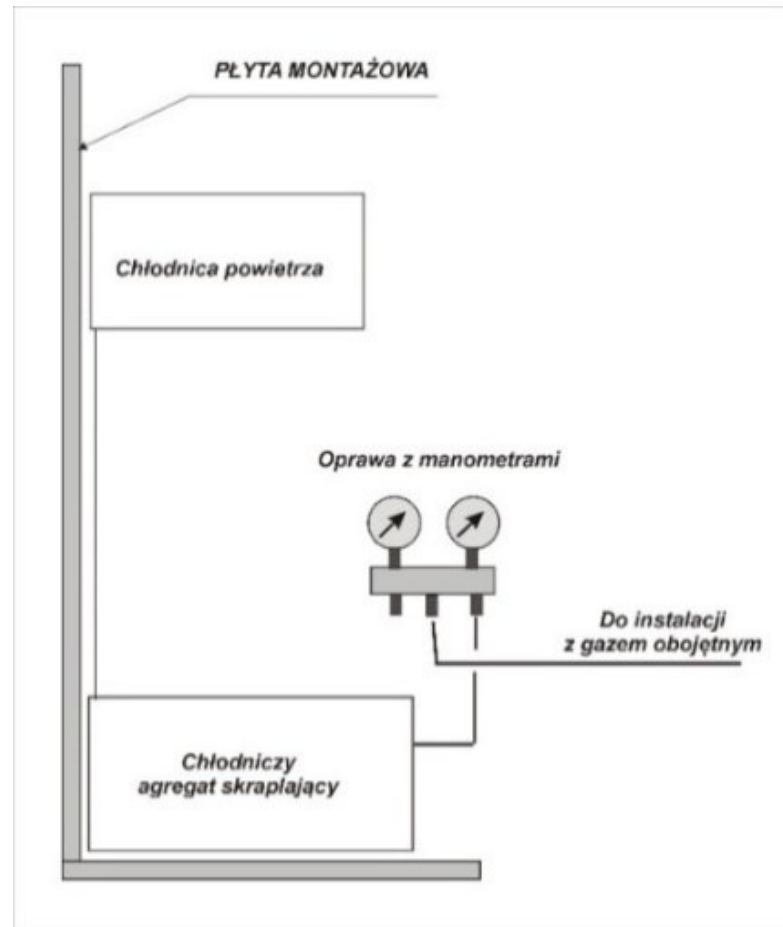 PŁYTA MONTAŻOWA
Chłodnica powietrza
Oprawa z manometrami
Do instalacji
z gazem obojętnym
Chłodniczy
agregat skraplający